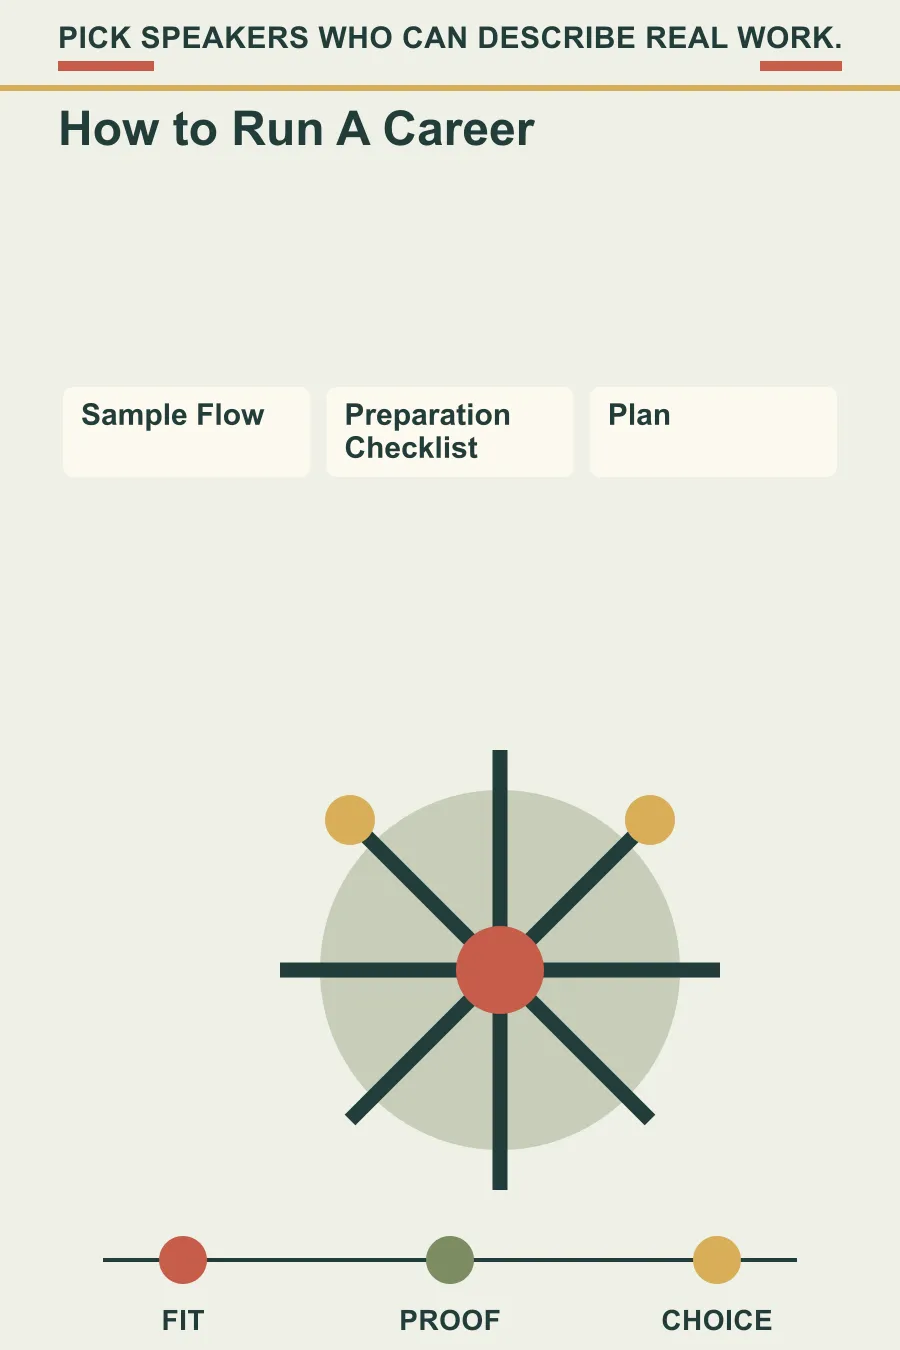 PICK SPEAKERS WHO CAN DESCRIBE REAL WORK.
How to Run A Career
Sample Flow
Preparation
Checklist
Plan
FIT
PROOF
CHOICE